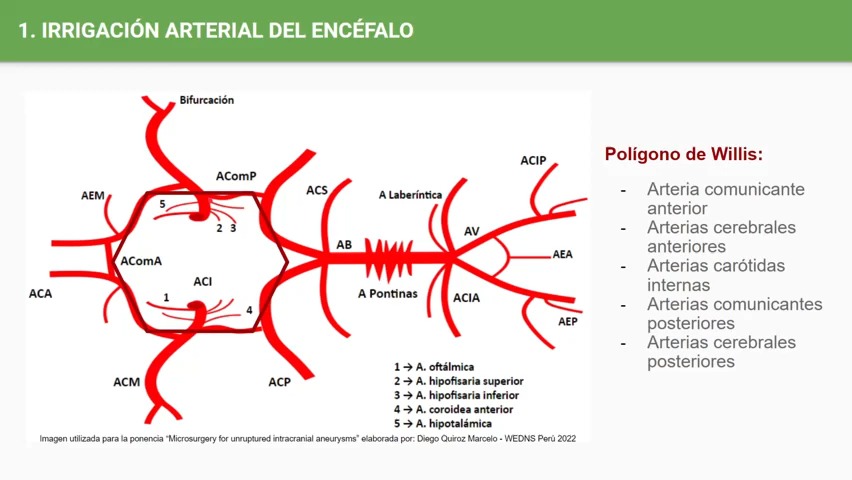 1. IRRIGACIÓN ARTERIAL DEL ENCÉFALO
Bifurcación
AComP
AEM
ACS
A Laberíntica
ACIP
5
2 3
AComA
ACI
AB
AV
AEA
ACA
1
4
A Pontinas
ACIA
AEP
ACM
ACP
1 → A. oftálmica
2 → A. hipofisaria superior
3 → A. hipofisaria inferior
4 → A. coroidea anterior
5 → A. hipotalámica
Imagen utilizada para la ponencia “Microsurgery for unruptured intracranial aneurysms” elaborada por: Diego Quiroz Marcelo - WEDNS Perú 2022
Polígono de Willis:
- Arteria comunicante
anterior
- Arterias cerebrales
anteriores
- Arterias carótidas
internas
- Arterias comunicantes
posteriores
- Arterias cerebrales
posteriores